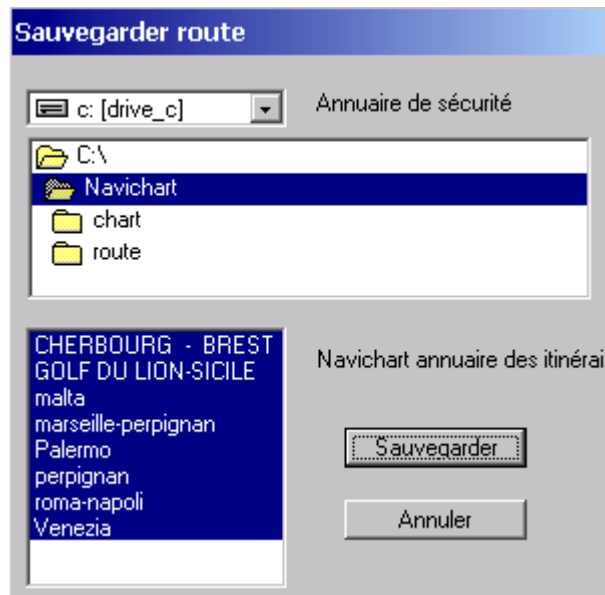 Sauvegarder route
c: [drive_c]
Annuaire de sécurité
C:\
Navichart
chart
route
CHERBOURG - BREST
GOLF DU LION-SICILE
malta
marseille-perpignan
Palermo
perpignan
roma-napoli
Venezia
Navichart annuaire des itinérai
Sauvegarder
Annuler